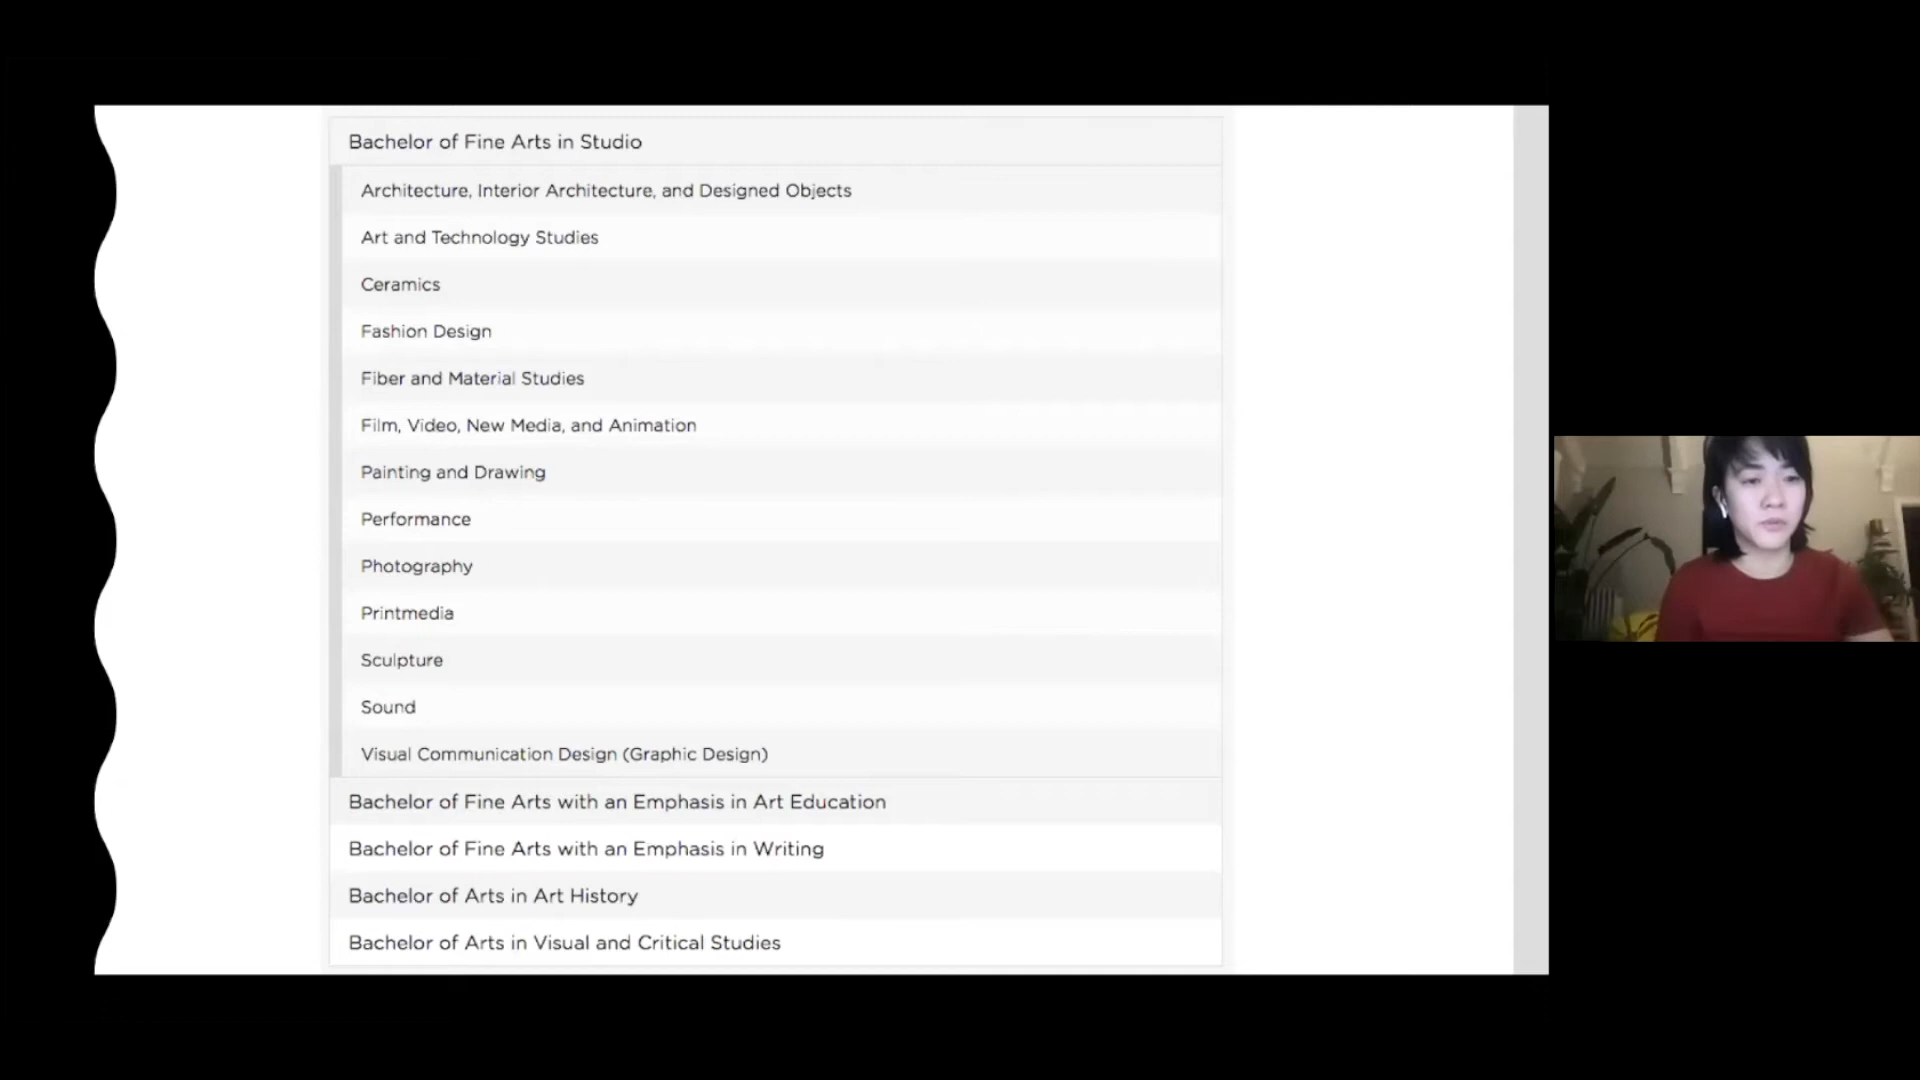 Bachelor of Fine Arts in Studio
Architecture, Interior Architecture, and Designed Objects
Art and Technology Studies
Ceramics
Fashion Design
Fiber and Material Studies
Film, Video, New Media, and Animation
Painting and Drawing
Performance
Photography
Printmedia
Sculpture
Sound
Visual Communication Design (Graphic Design)
Bachelor of Fine Arts with an Emphasis in Art Education
Bachelor of Fine Arts with an Emphasis in Writing
Bachelor of Arts in Art History
Bachelor of Arts in Visual and Critical Studies